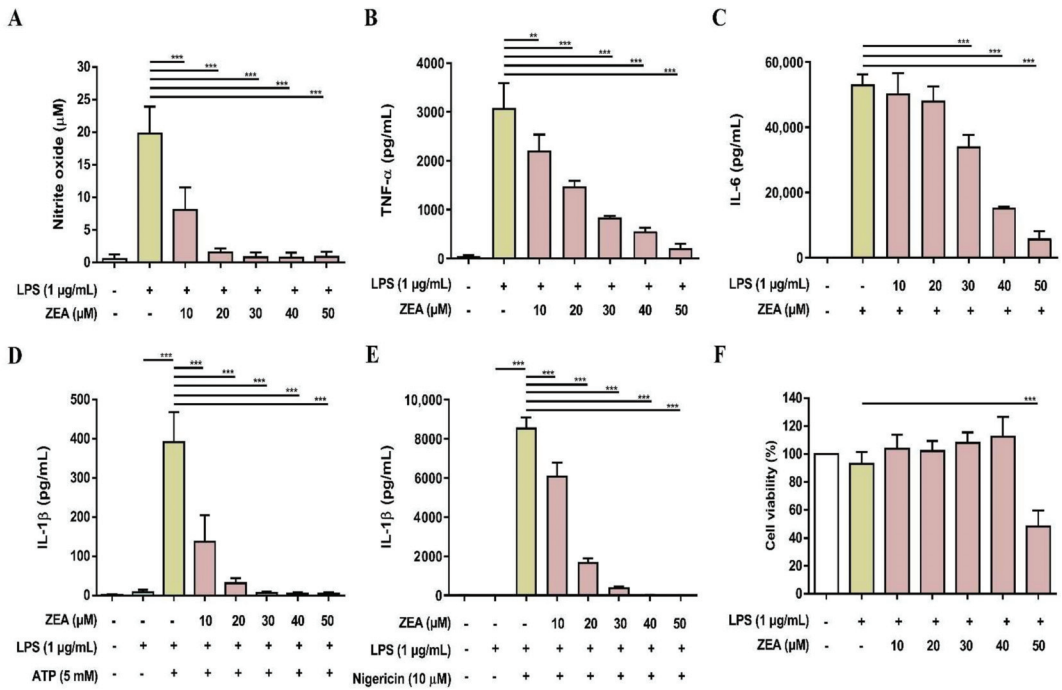 A
***
***
***
***
***
Nitrite oxide (µM)
25
20
15
10
5
0
LPS (1 µg/mL) - + + + + + +
ZEA (µM) - - 10 20 30 40 50
B
**
***
***
***
***
TNF-α (pg/mL)
4000
3000
2000
1000
0
LPS (1 µg/mL) - + + + + + +
ZEA (µM) - - 10 20 30 40 50
C
***
***
***
IL-6 (pg/mL)
60,000
40,000
20,000
0
LPS (1 µg/mL) - - 10 20 30 40 50
ZEA (µM) - + + + + + +
D
***
***
***
***
***
***
IL-1β (pg/mL)
500
400
300
200
100
0
ZEA (µM) - - - 10 20 30 40 50
LPS (1 µg/mL) - + + + + + + +
ATP (5 mM) - - + + + + + +
E
***
***
***
***
***
***
IL-1β (pg/mL)
10,000
8000
6000
4000
2000
0
ZEA (µM) - - - 10 20 30 40 50
LPS (1 µg/mL) - + + + + + + +
Nigericin (10 µM) - - + + + + + +
F
***
Cell viability (%)
140
120
100
80
60
40
20
0
LPS (1 µg/mL) - + + + + + +
ZEA (µM) - - 10 20 30 40 50